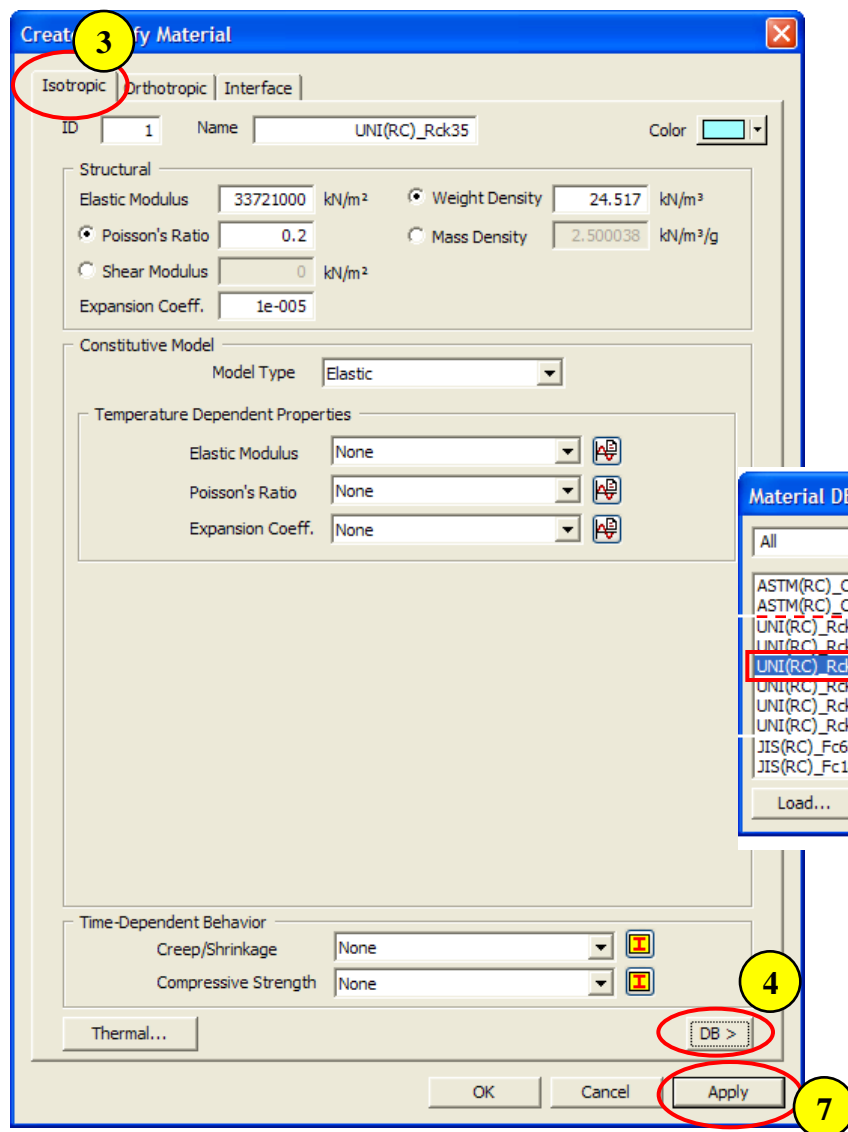 Creat fy Material
3
Isotropic Orthotropic Interface
ID 1 Name UNI(RC)_Rck35 Color
Structural
Elastic Modulus 33721000 kN/m² Weight Density 24.517 kN/m³
Poisson's Ratio 0.2 Mass Density 2.500038 kN/m³/g
Shear Modulus 0 kN/m²
Expansion Coeff. 1e-005
Constitutive Model
Model Type Elastic
Temperature Dependent Properties
Elastic Modulus None
Poisson's Ratio None
Expansion Coeff. None
Material DB
All
ASTM(RC)_C
ASTM(RC)_C
UNI(RC)_Rck
UNI(RC)_Rck
UNI(RC)_Rck
UNI(RC)_Rck
UNI(RC)_Rck
UNI(RC)_Rck
JIS(RC)_Fc6
JIS(RC)_Fc1
Load...
Time-Dependent Behavior
Creep/Shrinkage None
Compressive Strength None
4
Thermal... DB >
OK Cancel Apply
7